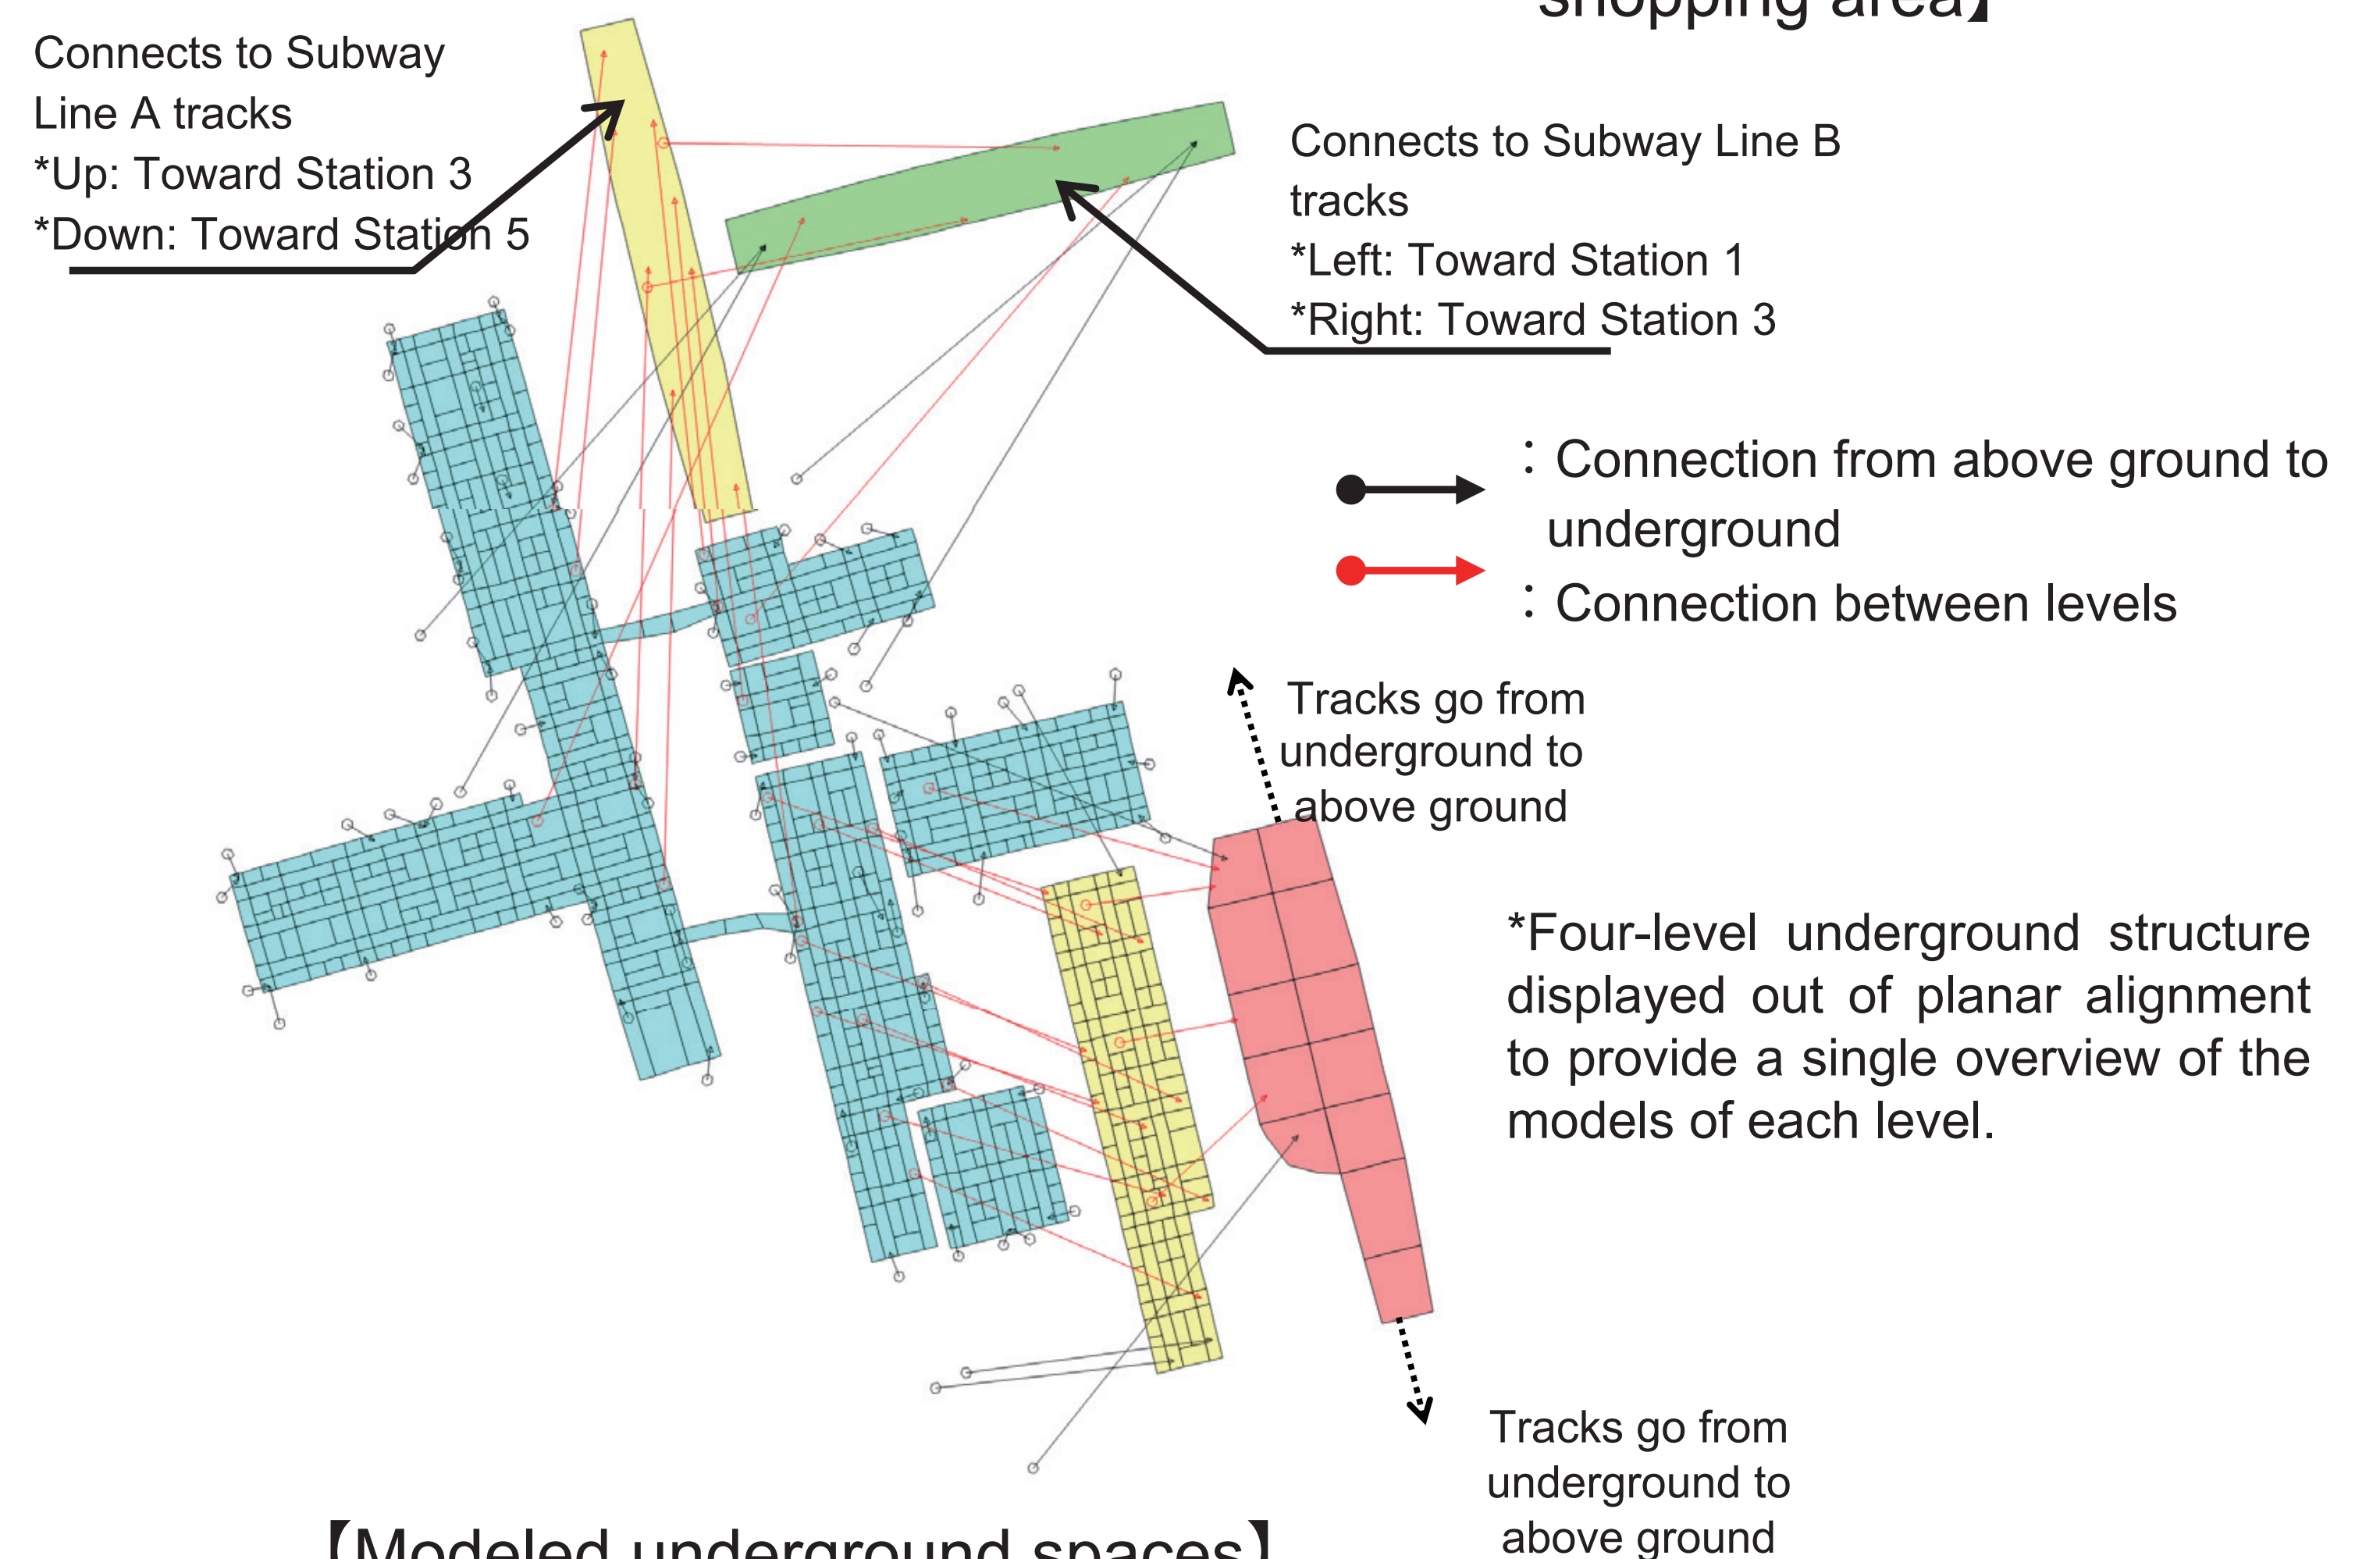 shopping area】
Connects to Subway
Line A tracks
*Up: Toward Station 3
*Down: Toward Station 5
Connects to Subway Line B
tracks
*Left: Toward Station 1
*Right: Toward Station 3
：Connection from above ground to
underground
：Connection between levels
Tracks go from
underground to
above ground
*Four-level underground structure
displayed out of planar alignment
to provide a single overview of the
models of each level.
Tracks go from
underground to
above ground
【Modeled underground spaces】